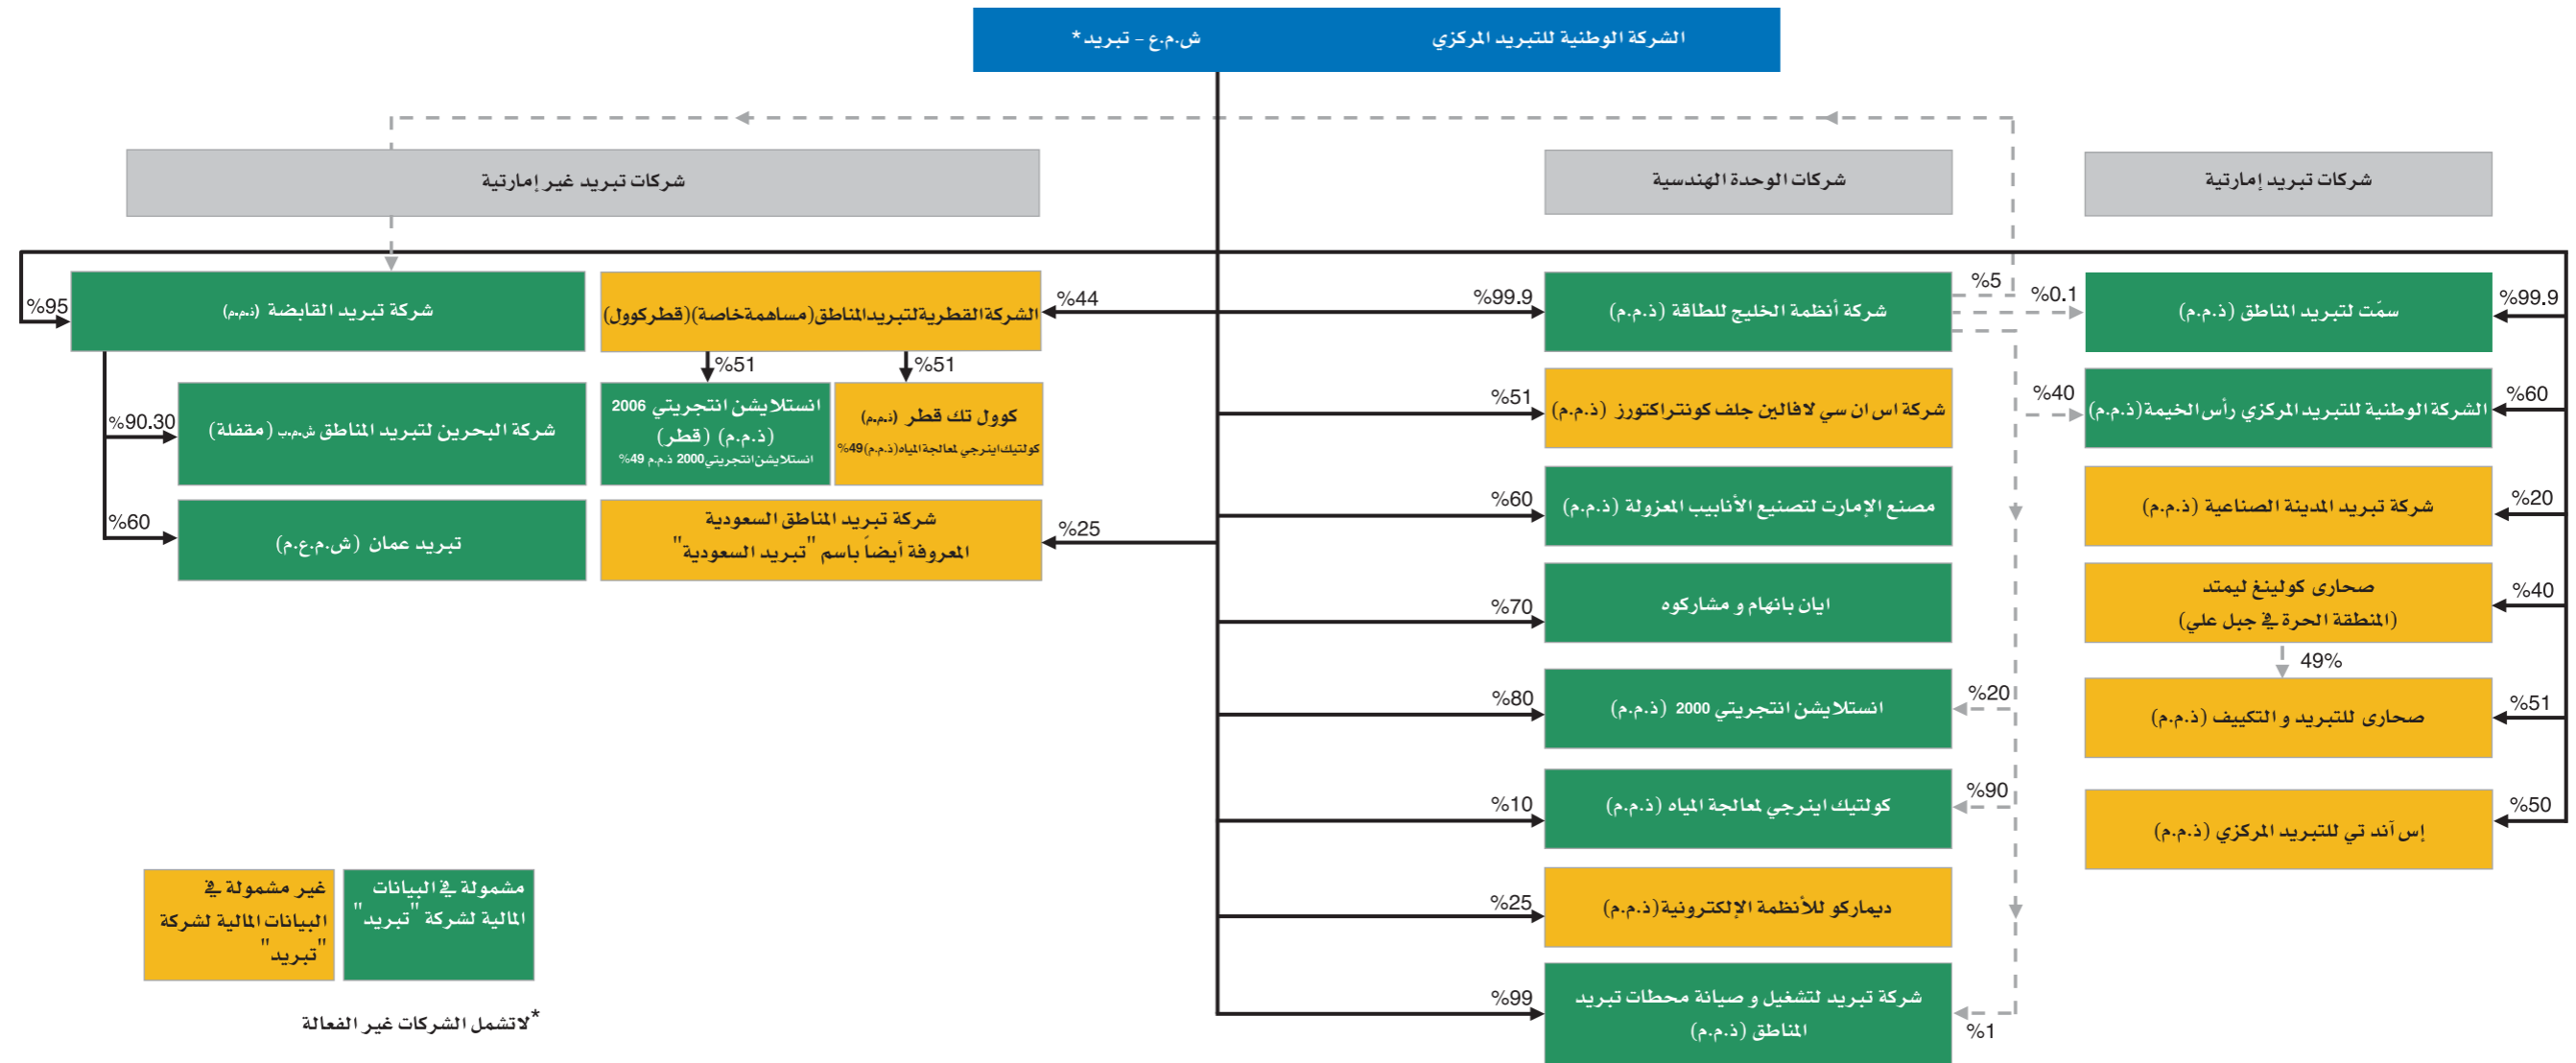 الشركة الوطنية للتبريد المركزي ش.م.ع - تبريد*
شركات تبريد إمارتية
شركات الوحدة الهندسية
شركات تبريد غير إمارتية
%99.9
سمّت لتبريد المناطق (ذ.م.م)
%0.1
%5
%60
الشركة الوطنية للتبريد المركزي رأس الخيمة (ذ.م.م)
%40
%20
شركة تبريد المدينة الصناعية (ذ.م.م)
%40
صحارى كولينغ ليمتد
(المنطقة الحرة في جبل علي)
49%
%51
صحارى للتبريد و التكييف (ذ.م.م)
%50
إس آند تي للتبريد المركزي (ذ.م.م)
شركة أنظمة الخليج للطاقة (ذ.م.م)
%99.9
شركة اس ان سي لافالين جلف كونتراكتورز (ذ.م.م)
%51
مصنع الإمارت لتصنيع الأنابيب المعزولة (ذ.م.م)
%60
ايان بانهام و مشاركوه
%70
%20
انستلايشن انتجريتي 2000 (ذ.م.م)
%80
%90
كولتيك اينرجي لمعالجة المياه (ذ.م.م)
%10
ديماركو للأنظمة الإلكترونية (ذ.م.م)
%25
شركة تبريد لتشغيل و صيانة محطات تبريد
المناطق (ذ.م.م)
%99
%1
%44
الشركة القطرية لتبريد المناطق (مساهمة خاصة) (قطر كوول)
%51
%51
كوول تك قطر (ذ.م.م)
كولتيك اينرجي لمعالجة المياه (ذ.م.م) 49%
انستلايشن انتجريتي 2006
(ذ.م.م) (قطر)
انستلايشن انتجريتي 2000 ذ.م.م 49%
%25
شركة تبريد المناطق السعودية
المعروفة أيضاً باسم "تبريد السعودية"
%95
شركة تبريد القابضة (ذ.م.م)
%90.30
شركة البحرين لتبريد المناطق ش.م.ب (مقفلة)
%60
تبريد عمان (ش.م.ع.م)
مشمولة في البيانات
المالية لشركة "تبريد"
غير مشمولة في
البيانات المالية لشركة
"تبريد"
*لاتشمل الشركات غير الفعالة